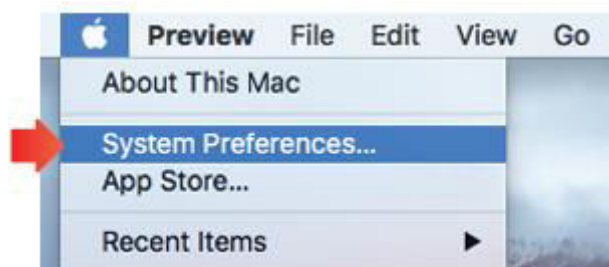 Preview File Edit View Go
About This Mac
System Preferences...
App Store...
Recent Items